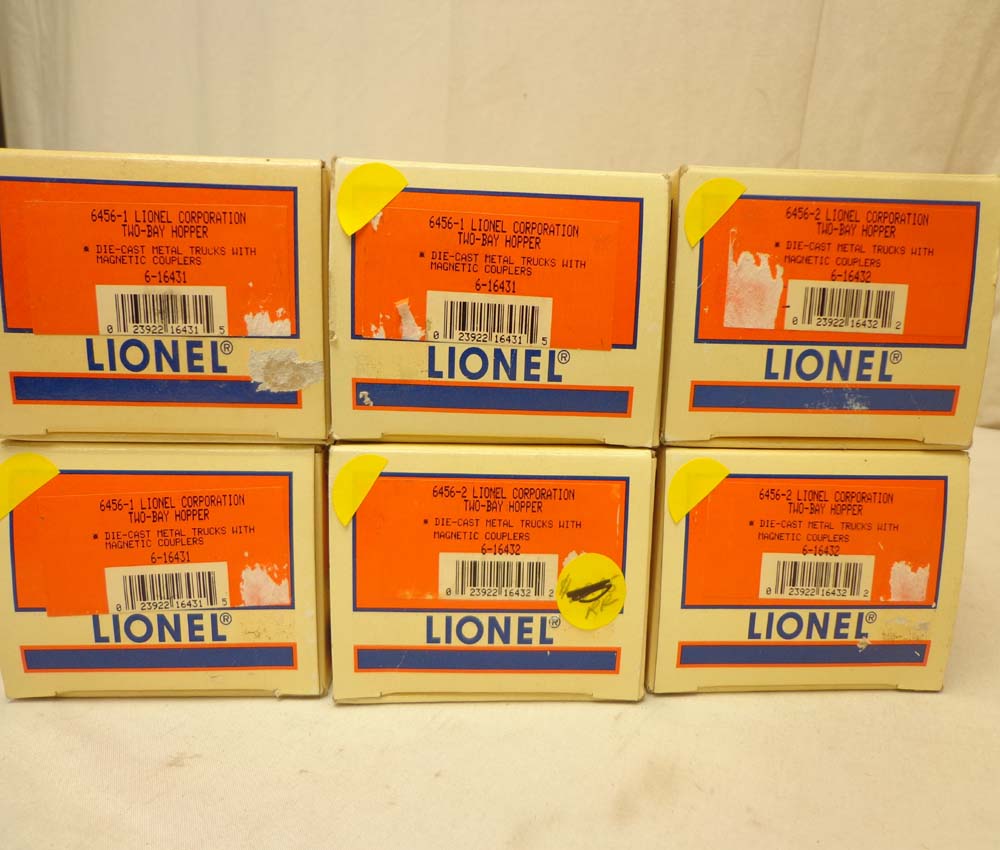 6456-1 LIONEL CORPORATION
TWO-BAY HOPPER
* DIE-CAST METAL TRUCKS WITH
MAGNETIC COUPLERS
6-16431
0 23922 16431 5
LIONEL®
6456-1 LIONEL CORPORATION
TWO-BAY HOPPER
* DIE-CAST METAL TRUCKS WITH
MAGNETIC COUPLERS
6-16431
0 23922 16431 5
LIONEL®
6456-2 LIONEL CORPORATION
TWO-BAY HOPPER
* DIE-CAST METAL TRUCKS WITH
MAGNETIC COUPLERS
6-16432
0 23922 16432 2
LIONEL®
6456-1 LIONEL CORPORATION
TWO-BAY HOPPER
* DIE-CAST METAL TRUCKS WITH
MAGNETIC COUPLERS
6-16431
0 23922 16431 5
LIONEL®
6456-2 LIONEL CORPORATION
TWO-BAY HOPPER
* DIE-CAST METAL TRUCKS WITH
MAGNETIC COUPLERS
6-16432
0 23922 16432 2
LIONEL®
6456-2 LIONEL CORPORATION
TWO-BAY HOPPER
* DIE-CAST METAL TRUCKS WITH
MAGNETIC COUPLERS
6-16432
0 23922 16432 2
LIONEL®